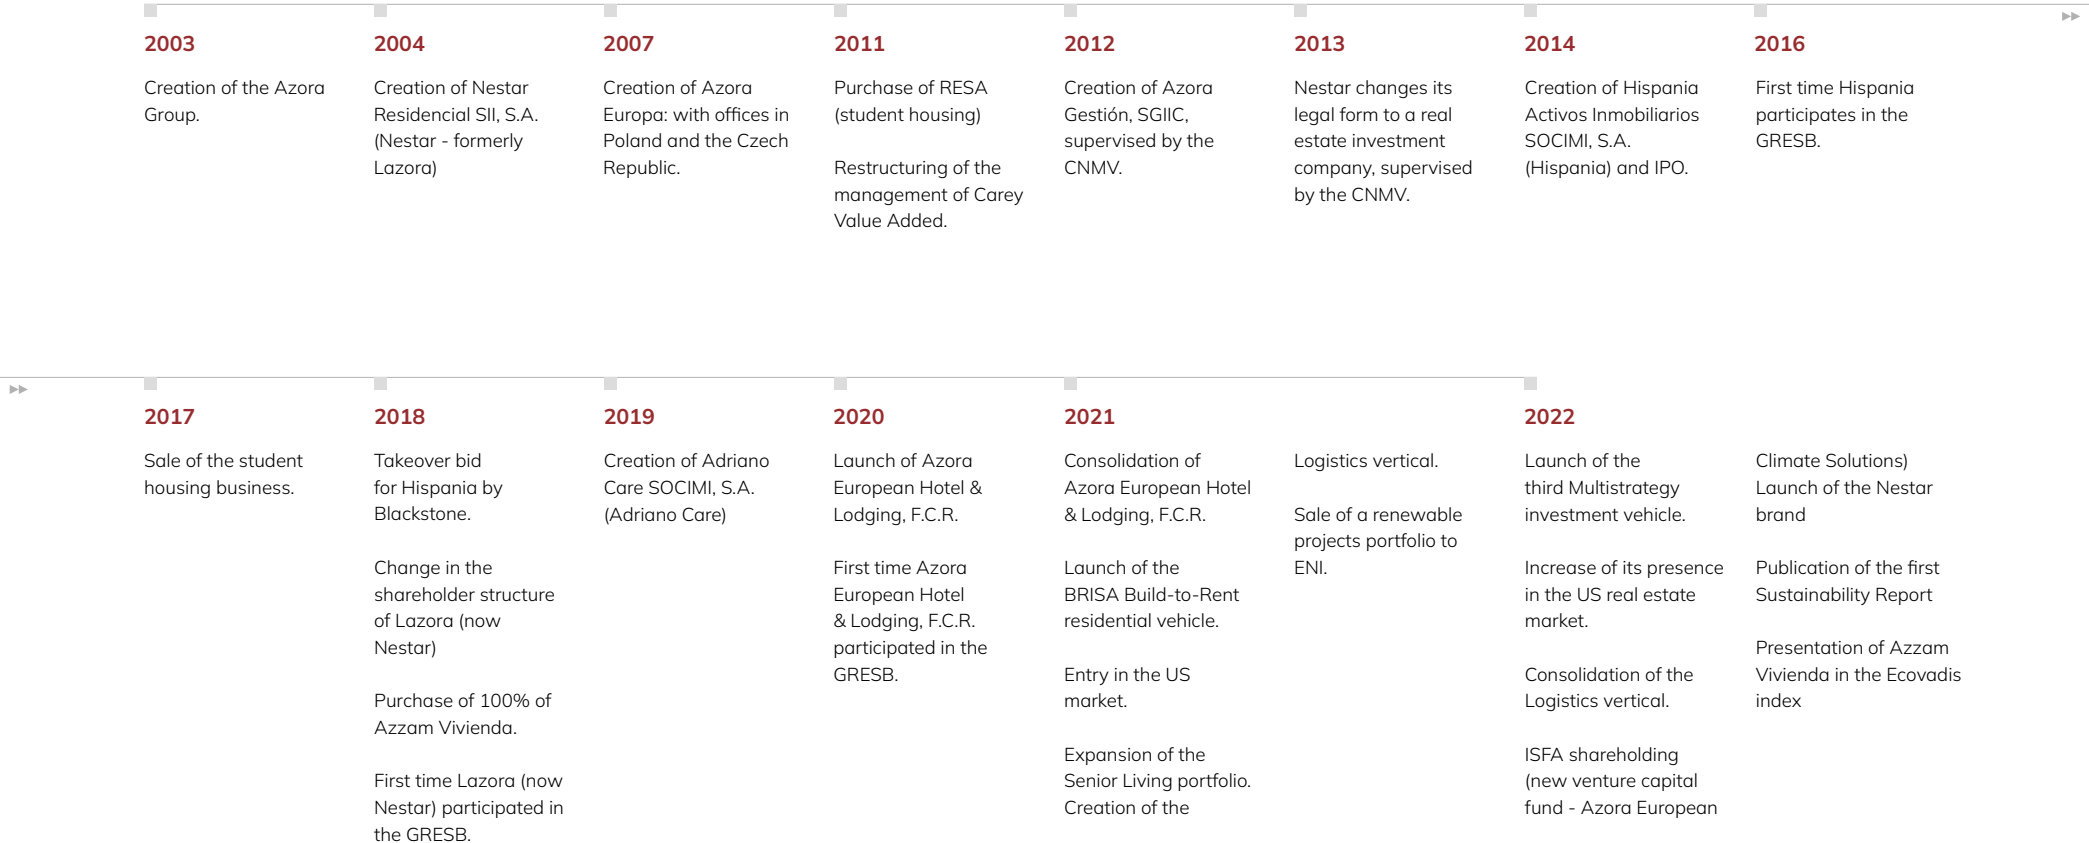 2003
Creation of the Azora
Group.
2004
Creation of Nestar
Residencial SII, S.A.
(Nestar - formerly
Lazora)
2007
Creation of Azora
Europa: with offices in
Poland and the Czech
Republic.
2011
Purchase of RESA
(student housing)
Restructuring of the
management of Carey
Value Added.
2012
Creation of Azora
Gestión, SGIIC,
supervised by the
CNMV.
2013
Nestar changes its
legal form to a real
estate investment
company, supervised
by the CNMV.
2014
Creation of Hispania
Activos Inmobiliarios
SOCIMI, S.A.
(Hispania) and IPO.
2016
First time Hispania
participates in the
GRESB.
2017
Sale of the student
housing business.
2018
Takeover bid
for Hispania by
Blackstone.
Change in the
shareholder structure
of Lazora (now
Nestar)
Purchase of 100% of
Azzam Vivienda.
First time Lazora (now
Nestar) participated in
the GRESB.
2019
Creation of Adriano
Care SOCIMI, S.A.
(Adriano Care)
2020
Launch of Azora
European Hotel &
Lodging, F.C.R.
First time Azora
European Hotel
& Lodging, F.C.R.
participated in the
GRESB.
2021
Consolidation of
Azora European Hotel
& Lodging, F.C.R.
Launch of the
BRISA Build-to-Rent
residential vehicle.
Entry in the US
market.
Expansion of the
Senior Living portfolio.
Creation of the
Logistics vertical.
Sale of a renewable
projects portfolio to
ENI.
2022
Launch of the
third Multistrategy
investment vehicle.
Increase of its presence
in the US real estate
market.
Consolidation of the
Logistics vertical.
ISFA shareholding
(new venture capital
fund - Azora European
Climate Solutions)
Launch of the Nestar
brand
Publication of the first
Sustainability Report
Presentation of Azzam
Vivienda in the Ecovadis
index